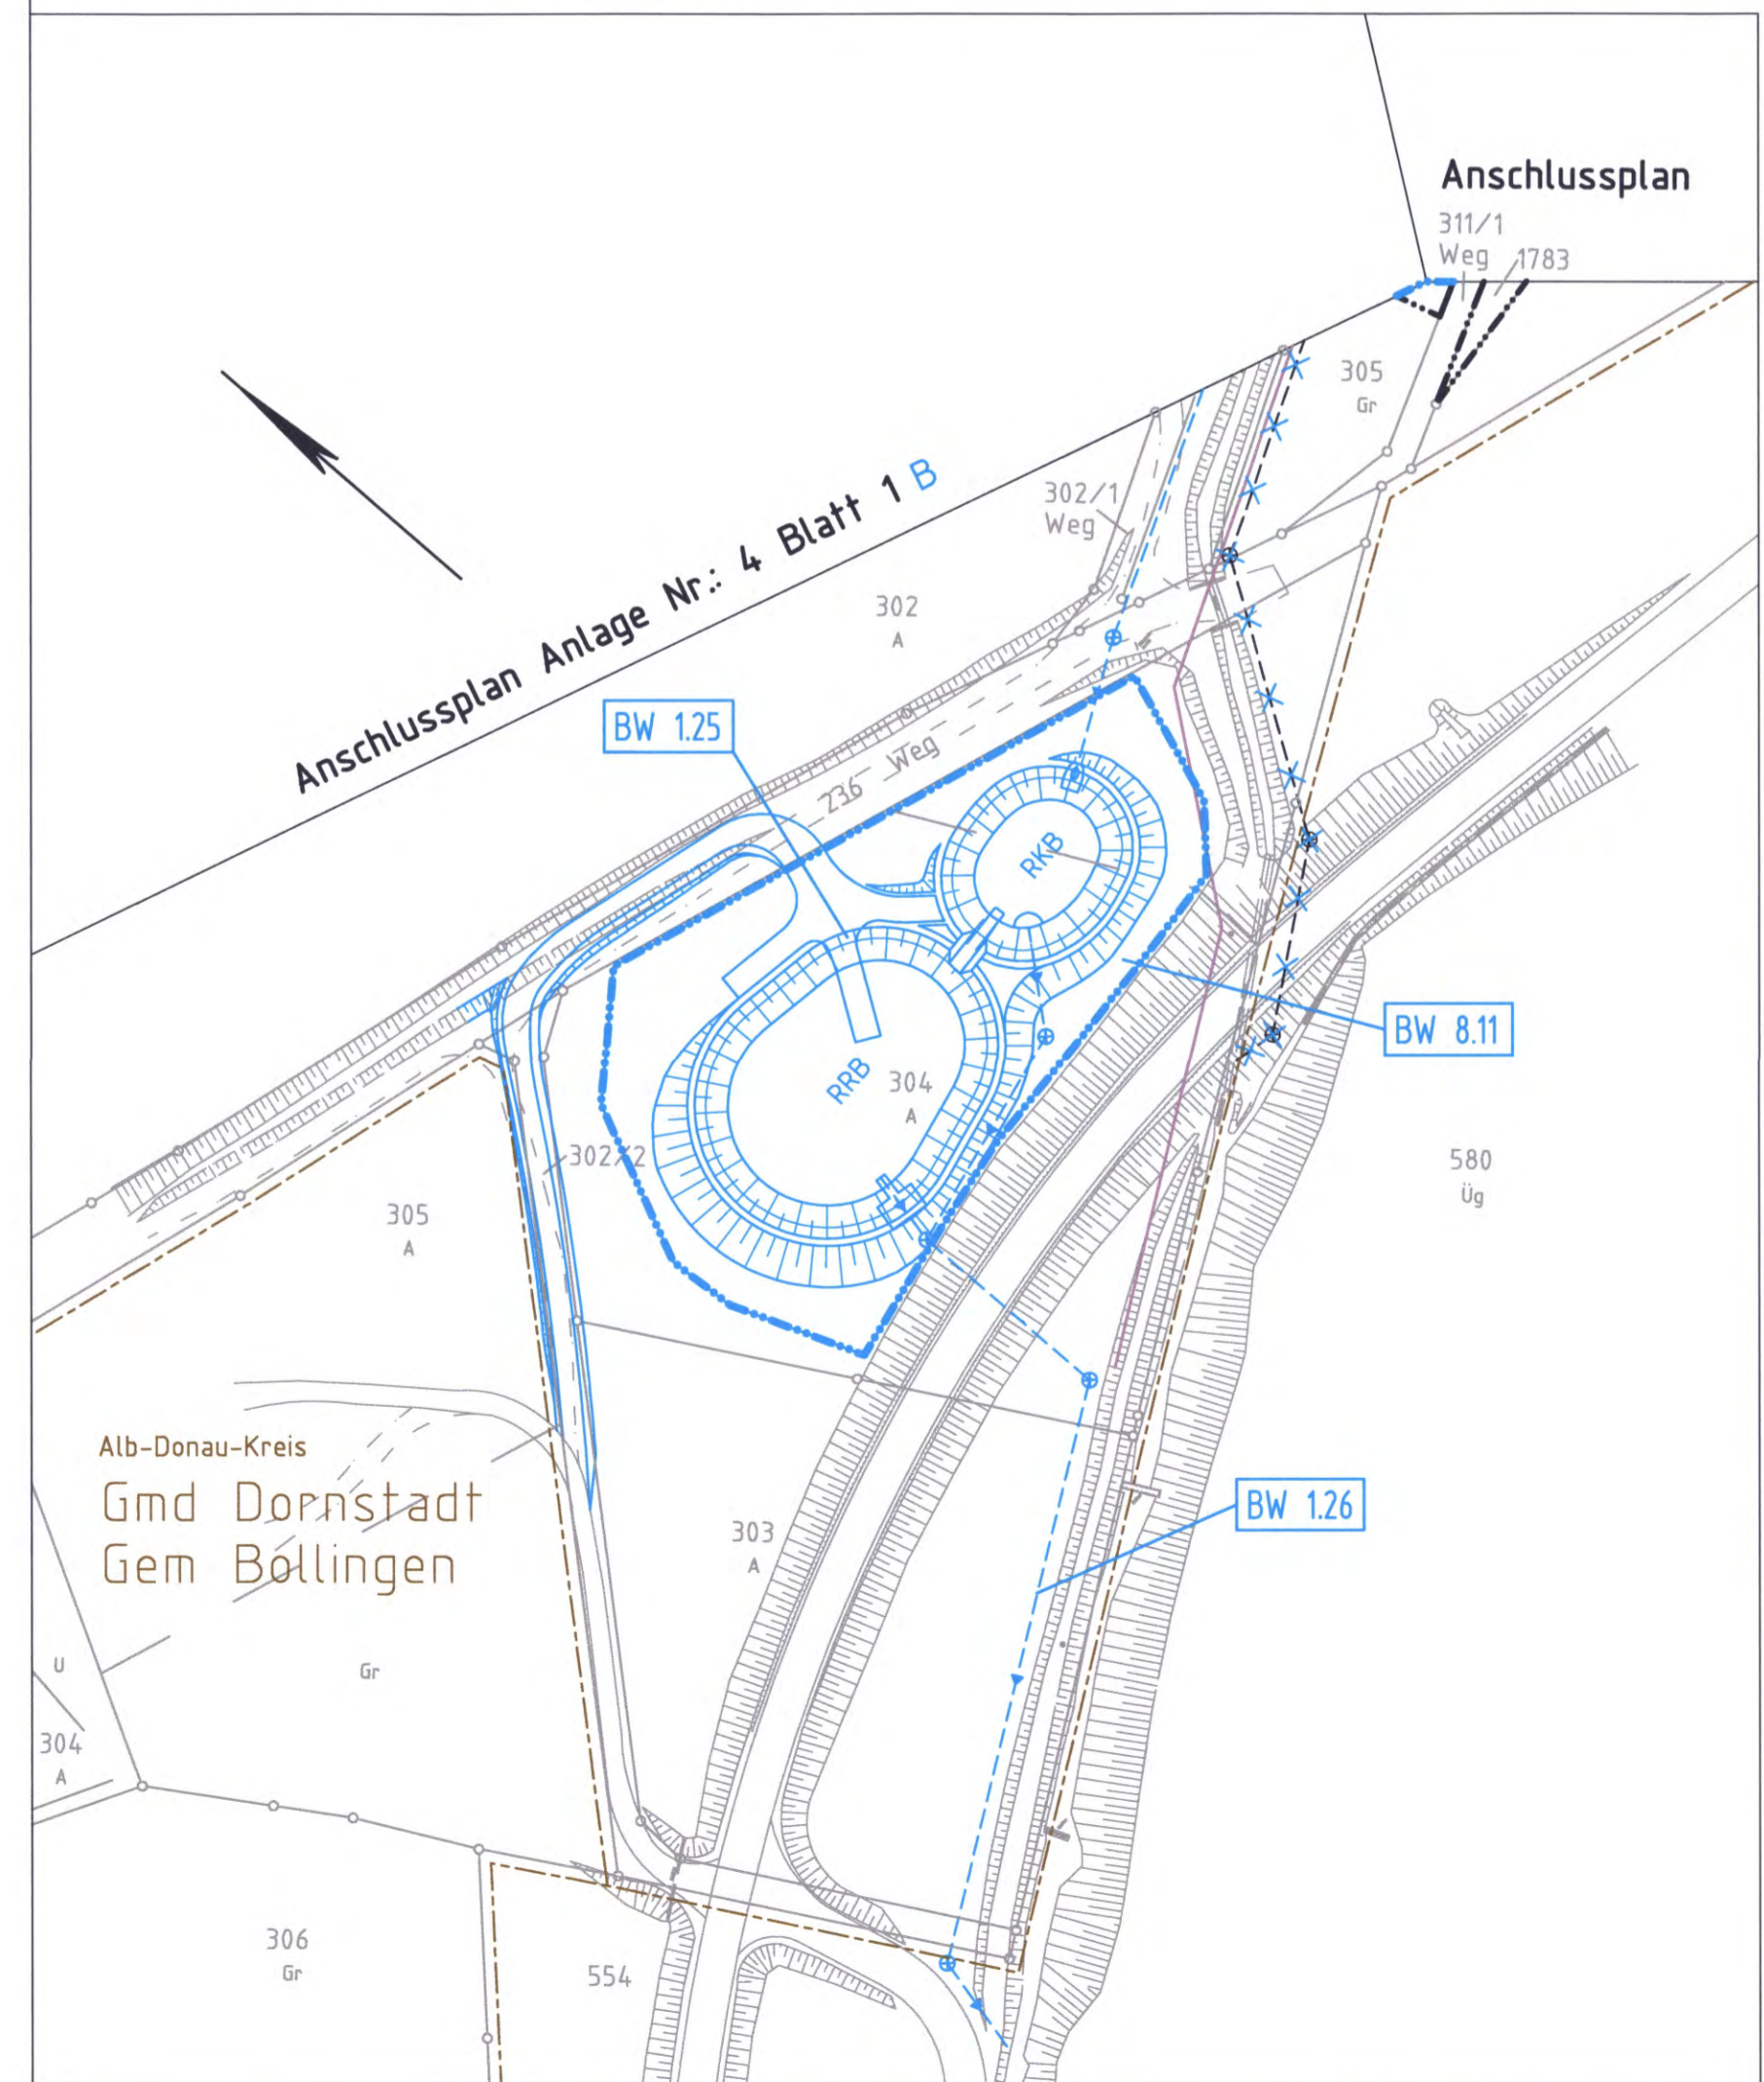 Anschlussplan
311/1
Weg
1783
305
Gr
Anschlussplan Anlage Nr.: 4 Blatt 1 B
302/1
Weg
302
A
BW 1.25
236 Weg
RKB
BW 8.11
RRB
304
A
302/2
580
Üg
305
A
Alb-Donau-Kreis
Gmd Dornstadt
Gem Bollingen
BW 1.26
303
A
U
Gr
304
A
306
Gr
554